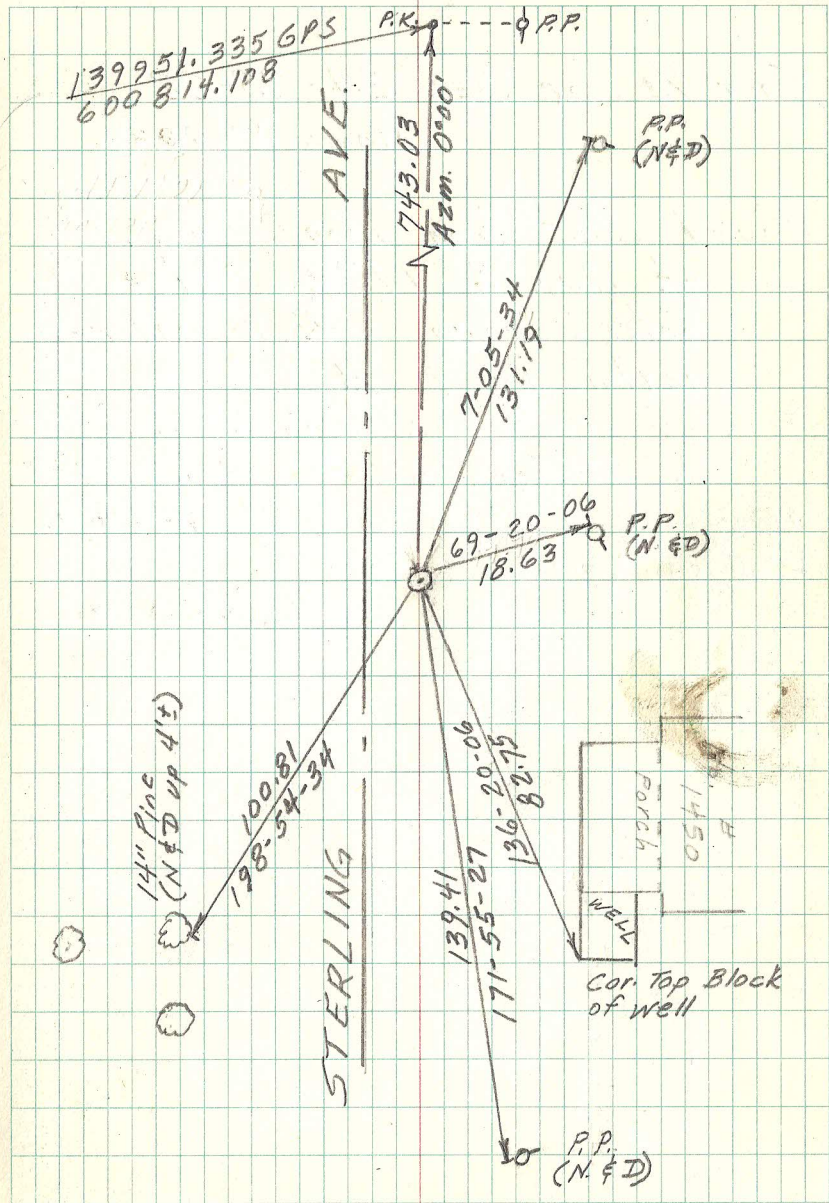 P.K.
P.P.
139951.335 GPS
600814.108
AVE.
743.03
Azm. 0°00'
P.P.
(N&D)
7-05-34
131.19
69-20-06
18.63
P.P.
(N.&D)
14" Pine
(N&D up 4'±)
100.81
198-54-34
136-20-06
82.75
Porch
1450
WELL
STERLING
139.41
171-55-27
Cor. Top Block
of well
P.P.
(N.&D)